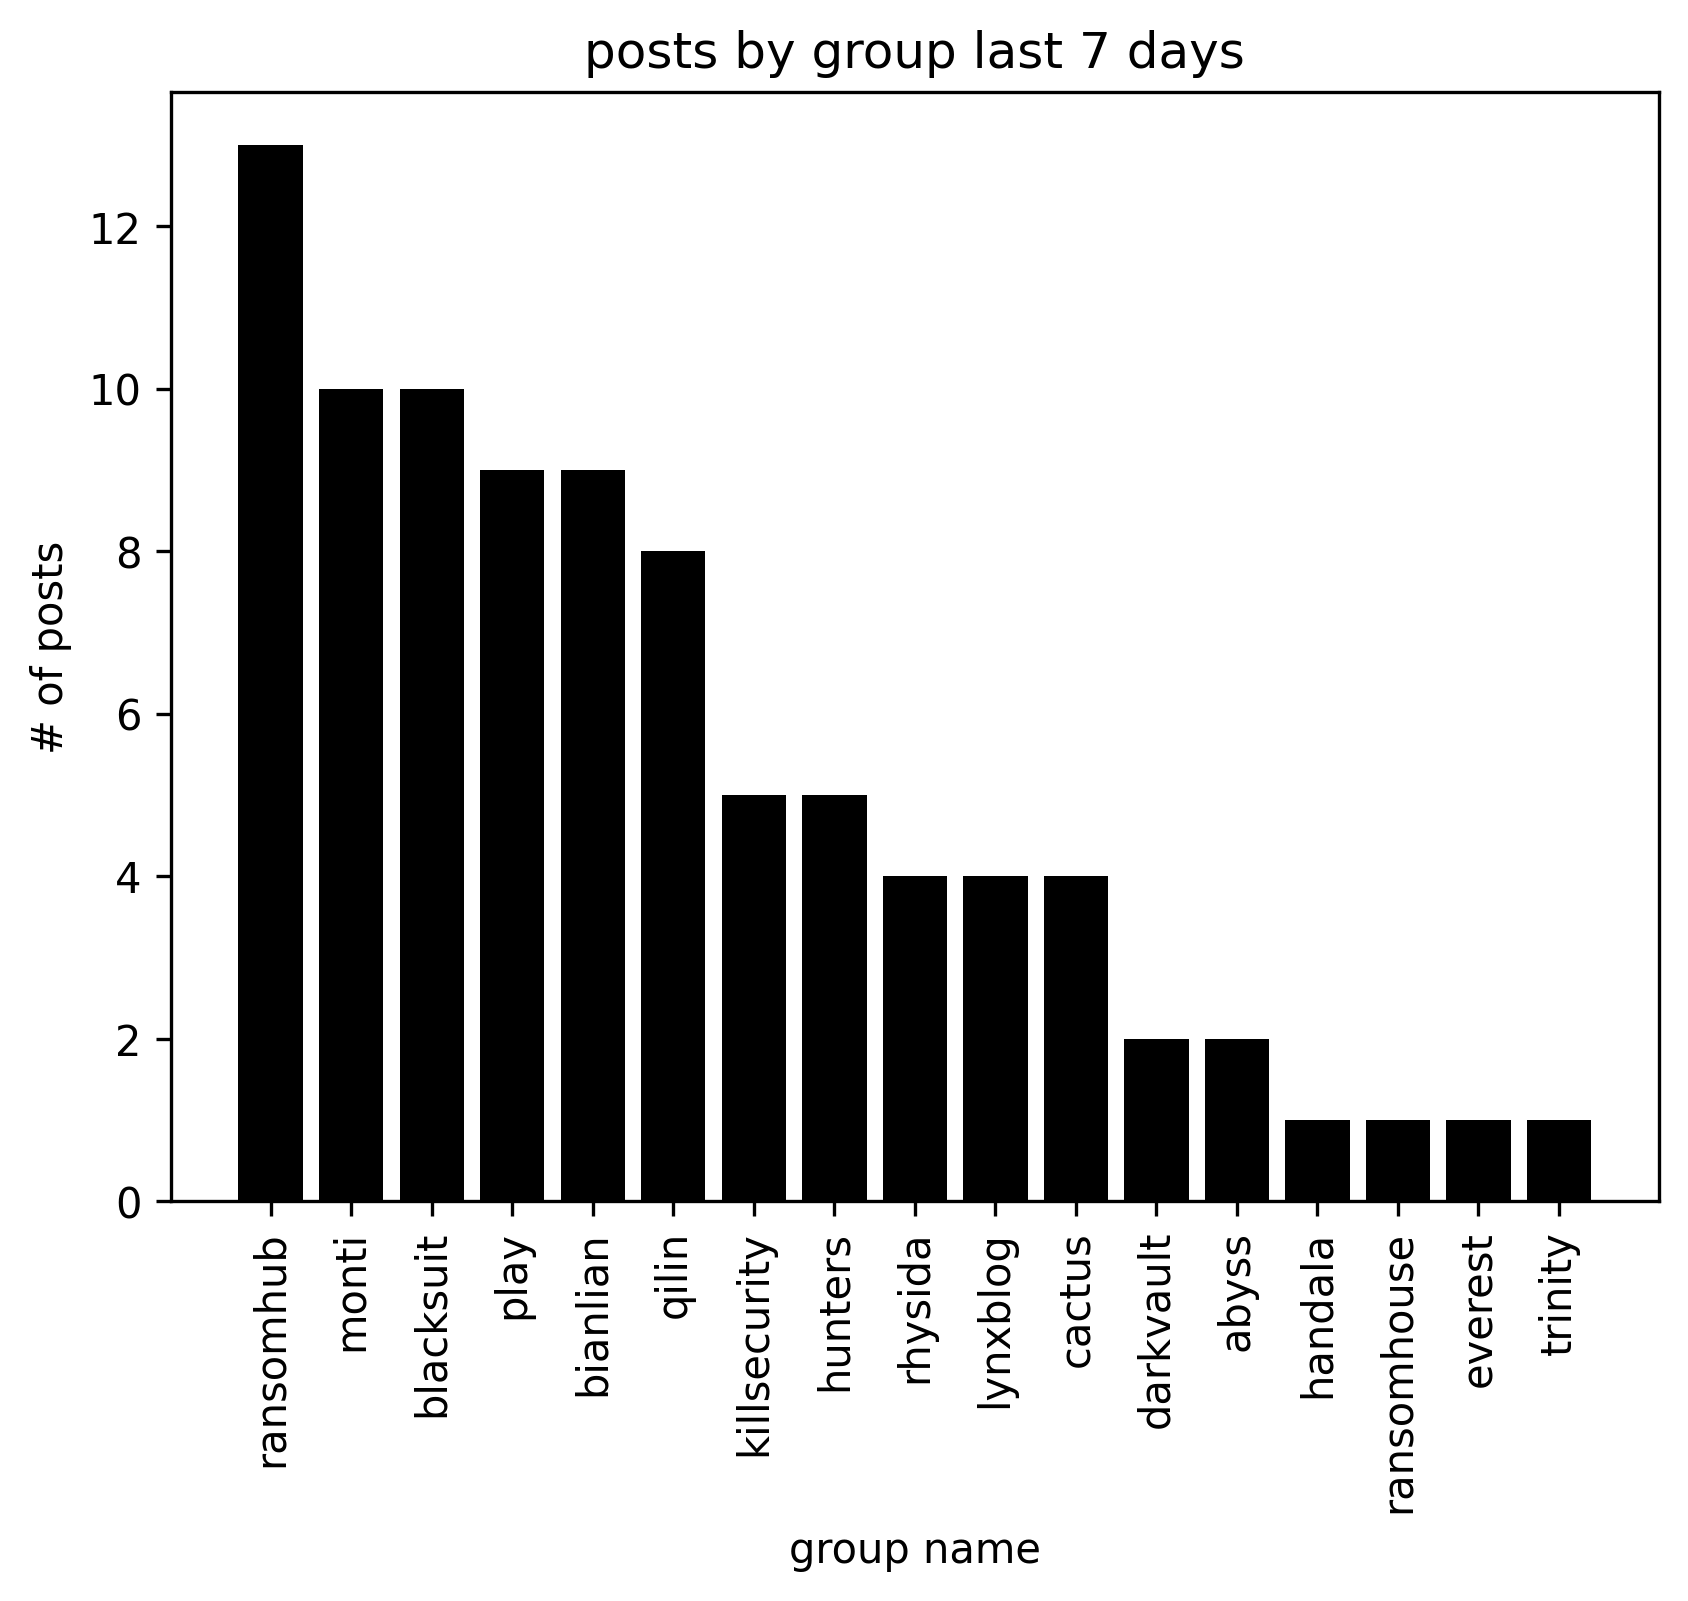 posts by group last 7 days
12
10
8
6
4
2
0
# of posts
ransomhub
monti
blacksuit
play
bianlian
qilin
killsecurity
hunters
rhysida
lynxblog
cactus
darkvault
abyss
handala
ransomhouse
everest
trinity
group name